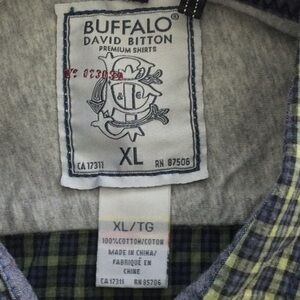 BUFFALO®
DAVID BITTON
PREMIUM SHIRTS
XL
CA 17311 RN 87506
XL/TG
100%COTTON/COTON
MADE IN CHINA/
FABRIQUÉ EN
CHINE
CA 17311 RN 87506